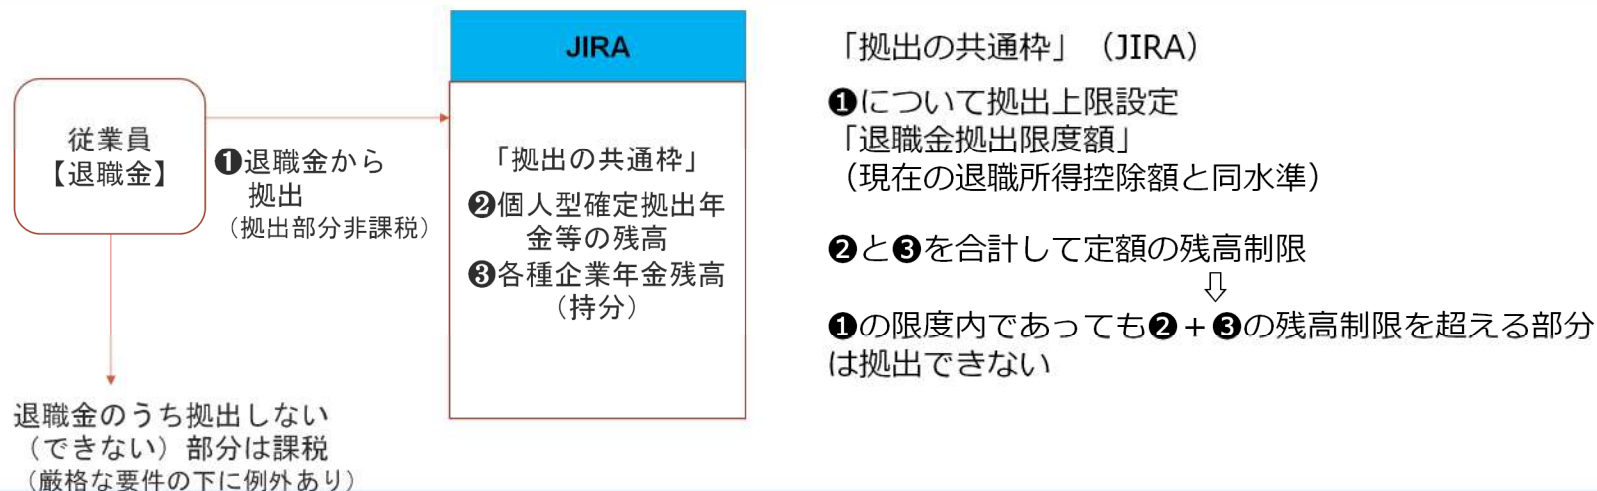 JIRA
従業員
【退職金】
❶退職金から
拠出
（拠出部分非課税）
「拠出の共通枠」
❷個人型確定拠出年
金等の残高
❸各種企業年金残高
（持分）
退職金のうち拠出しない
（できない）部分は課税
（厳格な要件の下に例外あり）
「拠出の共通枠」（JIRA）
❶について拠出上限設定
「退職金拠出限度額」
（現在の退職所得控除額と同水準）
❷と❸を合計して定額の残高制限
❶の限度内であっても❷＋❸の残高制限を超える部分
は拠出できない